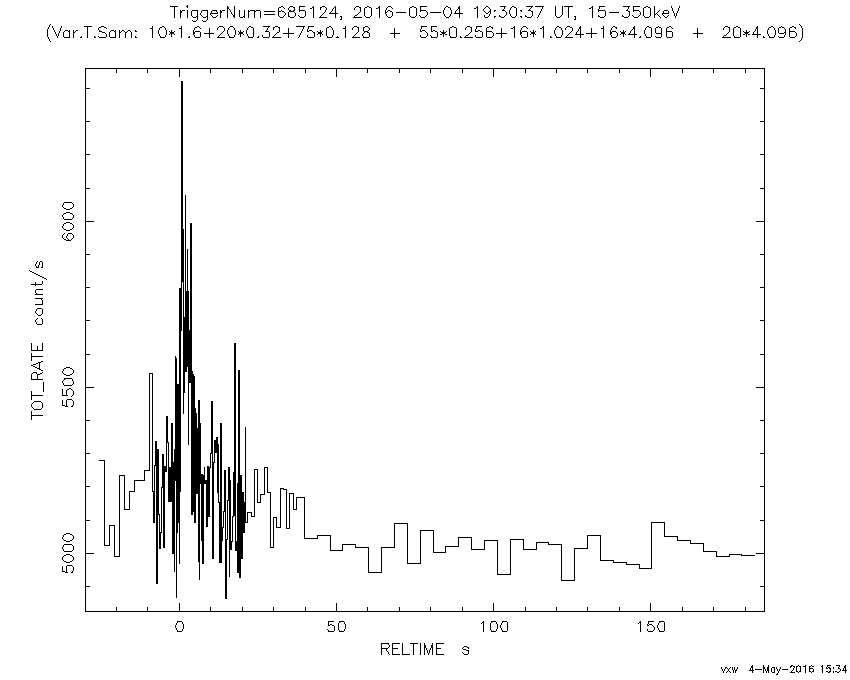 TriggerNum=685124, 2016-05-04 19:30:37 UT, 15-350keV
(Var.T.Sam: 10*1.6+20*0.32+75*0.128 + 55*0.256+16*1.024+16*4.096 + 20*4.096)
TOT_RATE count/s
6000
5500
5000
0 50 100 150
RELTIME s
vxw 4-May-2016 15:34